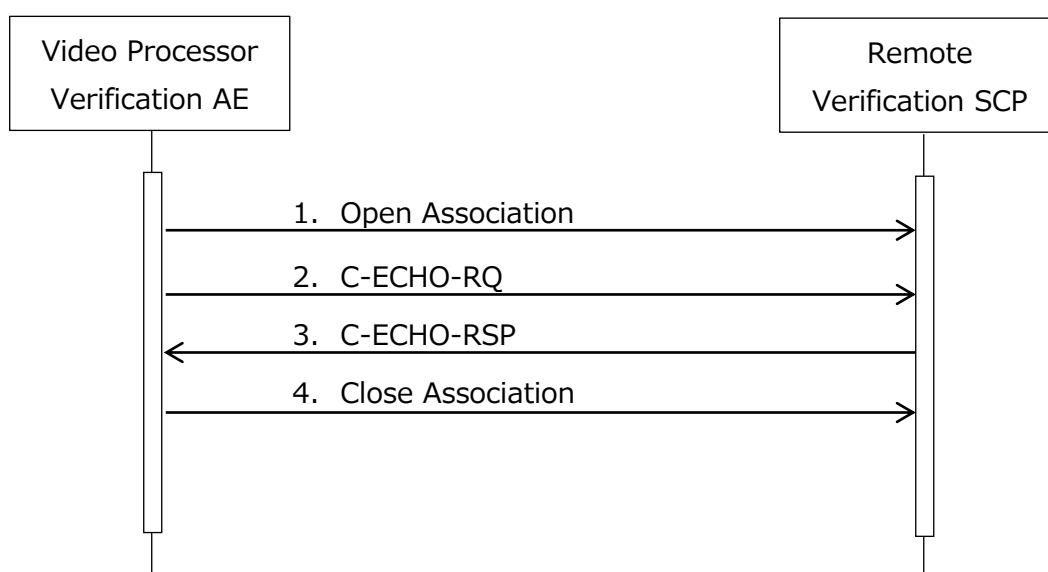 Video Processor
Verification AE
Remote
Verification SCP
1. Open Association
2. C-ECHO-RQ
3. C-ECHO-RSP
4. Close Association